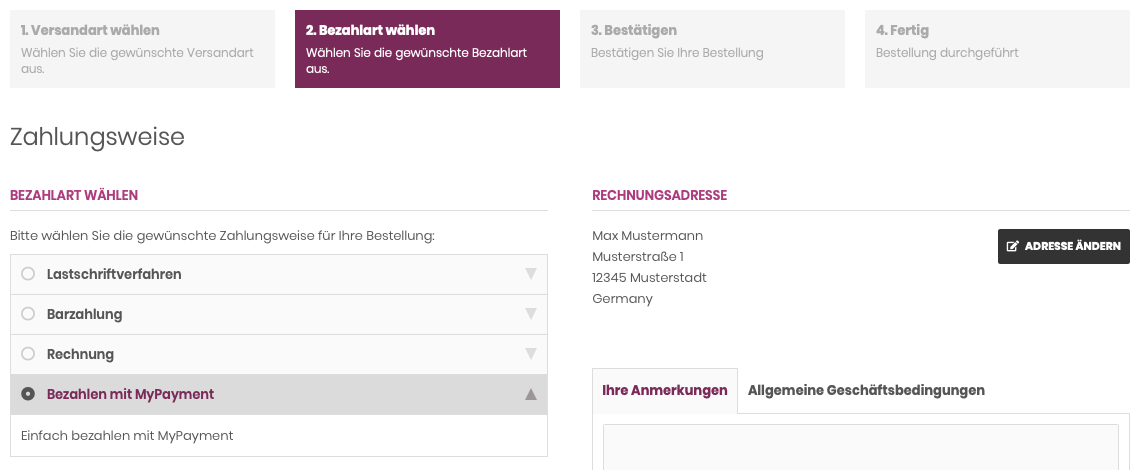 1. Versandart wählen
Wählen Sie die gewünschte Versandart
aus.
2. Bezahlart wählen
Wählen Sie die gewünschte Bezahlart
aus.
3. Bestätigen
Bestätigen Sie Ihre Bestellung
4. Fertig
Bestellung durchgeführt
Zahlungsweise
BEZAHLART WÄHLEN
Bitte wählen Sie die gewünschte Zahlungsweise für Ihre Bestellung:
Lastschriftverfahren
Barzahlung
Rechnung
Bezahlen mit MyPayment
Einfach bezahlen mit MyPayment
RECHNUNGSADRESSE
Max Mustermann
Musterstraße 1
12345 Musterstadt
Germany
ADRESSE ÄNDERN
Ihre Anmerkungen
Allgemeine Geschäftsbedingungen